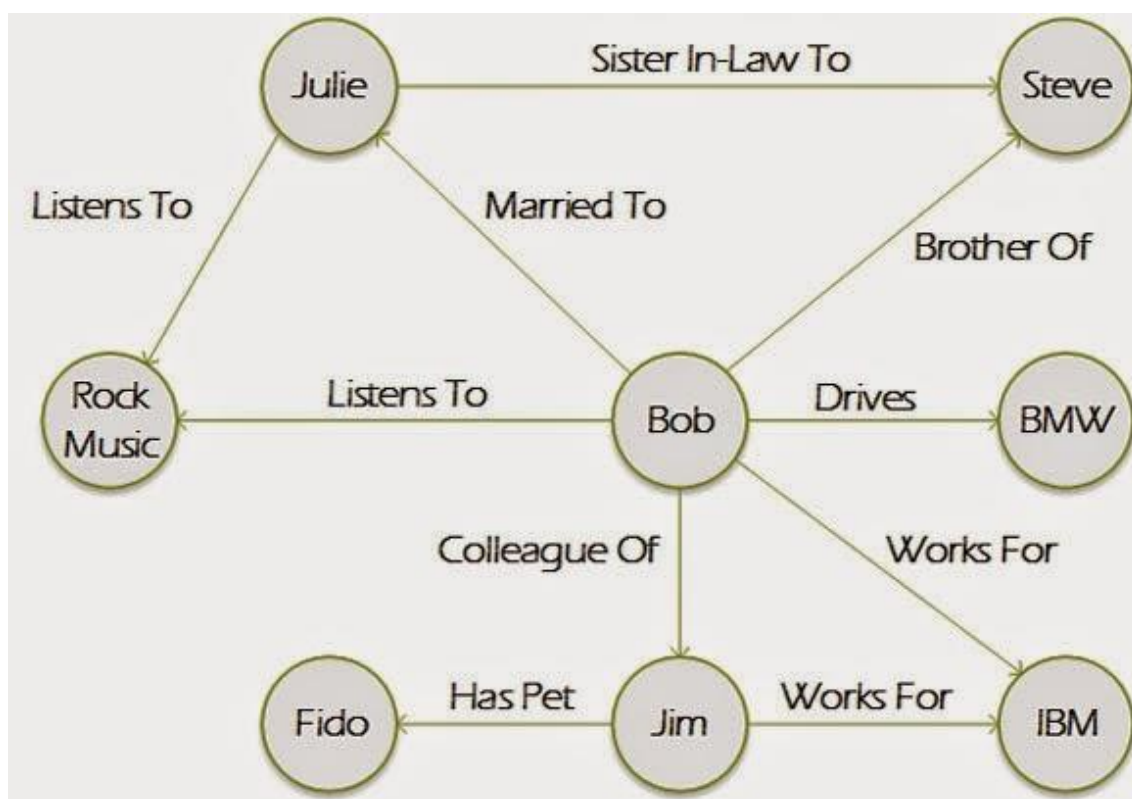 Sister In-Law To
Julie
Steve
Listens To
Married To
Brother Of
Rock
Music
Listens To
Bob
Drives
BMW
Colleague Of
Works For
Fido
Has Pet
Jim
Works For
IBM